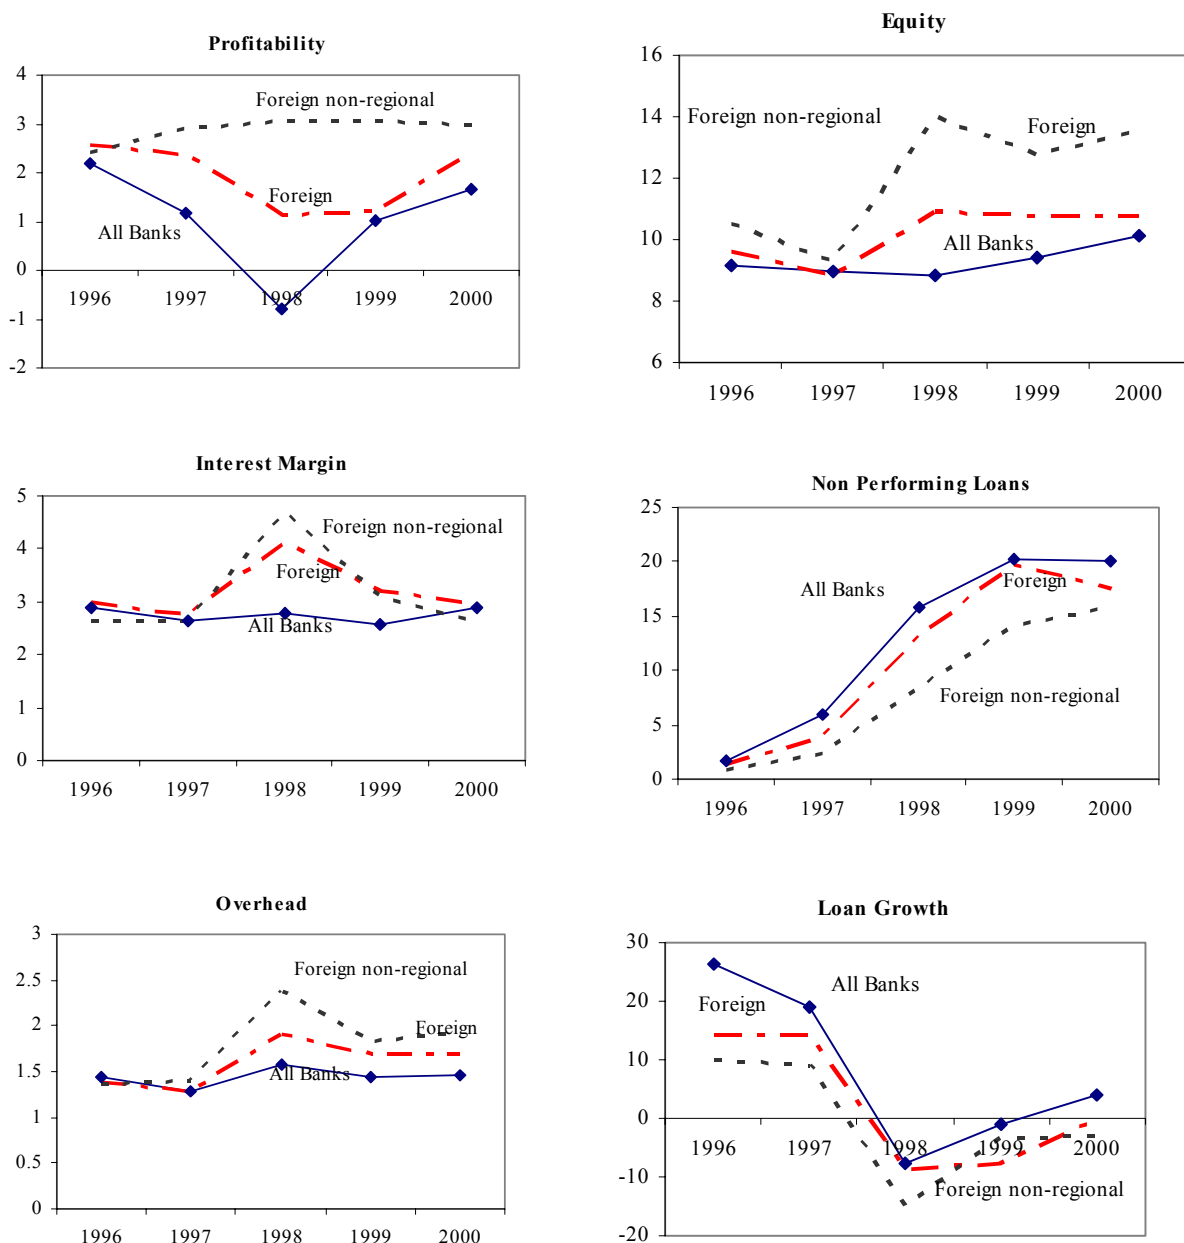 Profitability
4
3
2
1
0
-1
-2
Foreign non-regional
Foreign
All Banks
1996 1997 1998 1999 2000
Equity
16
14
12
10
8
6
Foreign non-regional
Foreign
All Banks
1996 1997 1998 1999 2000
Interest Margin
5
4
3
2
1
0
Foreign non-regional
Foreign
All Banks
1996 1997 1998 1999 2000
Non Performing Loans
25
20
15
10
5
0
All Banks
Foreign
Foreign non-regional
1996 1997 1998 1999 2000
Overhead
3
2.5
2
1.5
1
0.5
0
Foreign non-regional
Foreign
All Banks
1996 1997 1998 1999 2000
Loan Growth
30
20
10
0
-10
-20
All Banks
Foreign
1996 1997 1998 1999 2000
Foreign non-regional